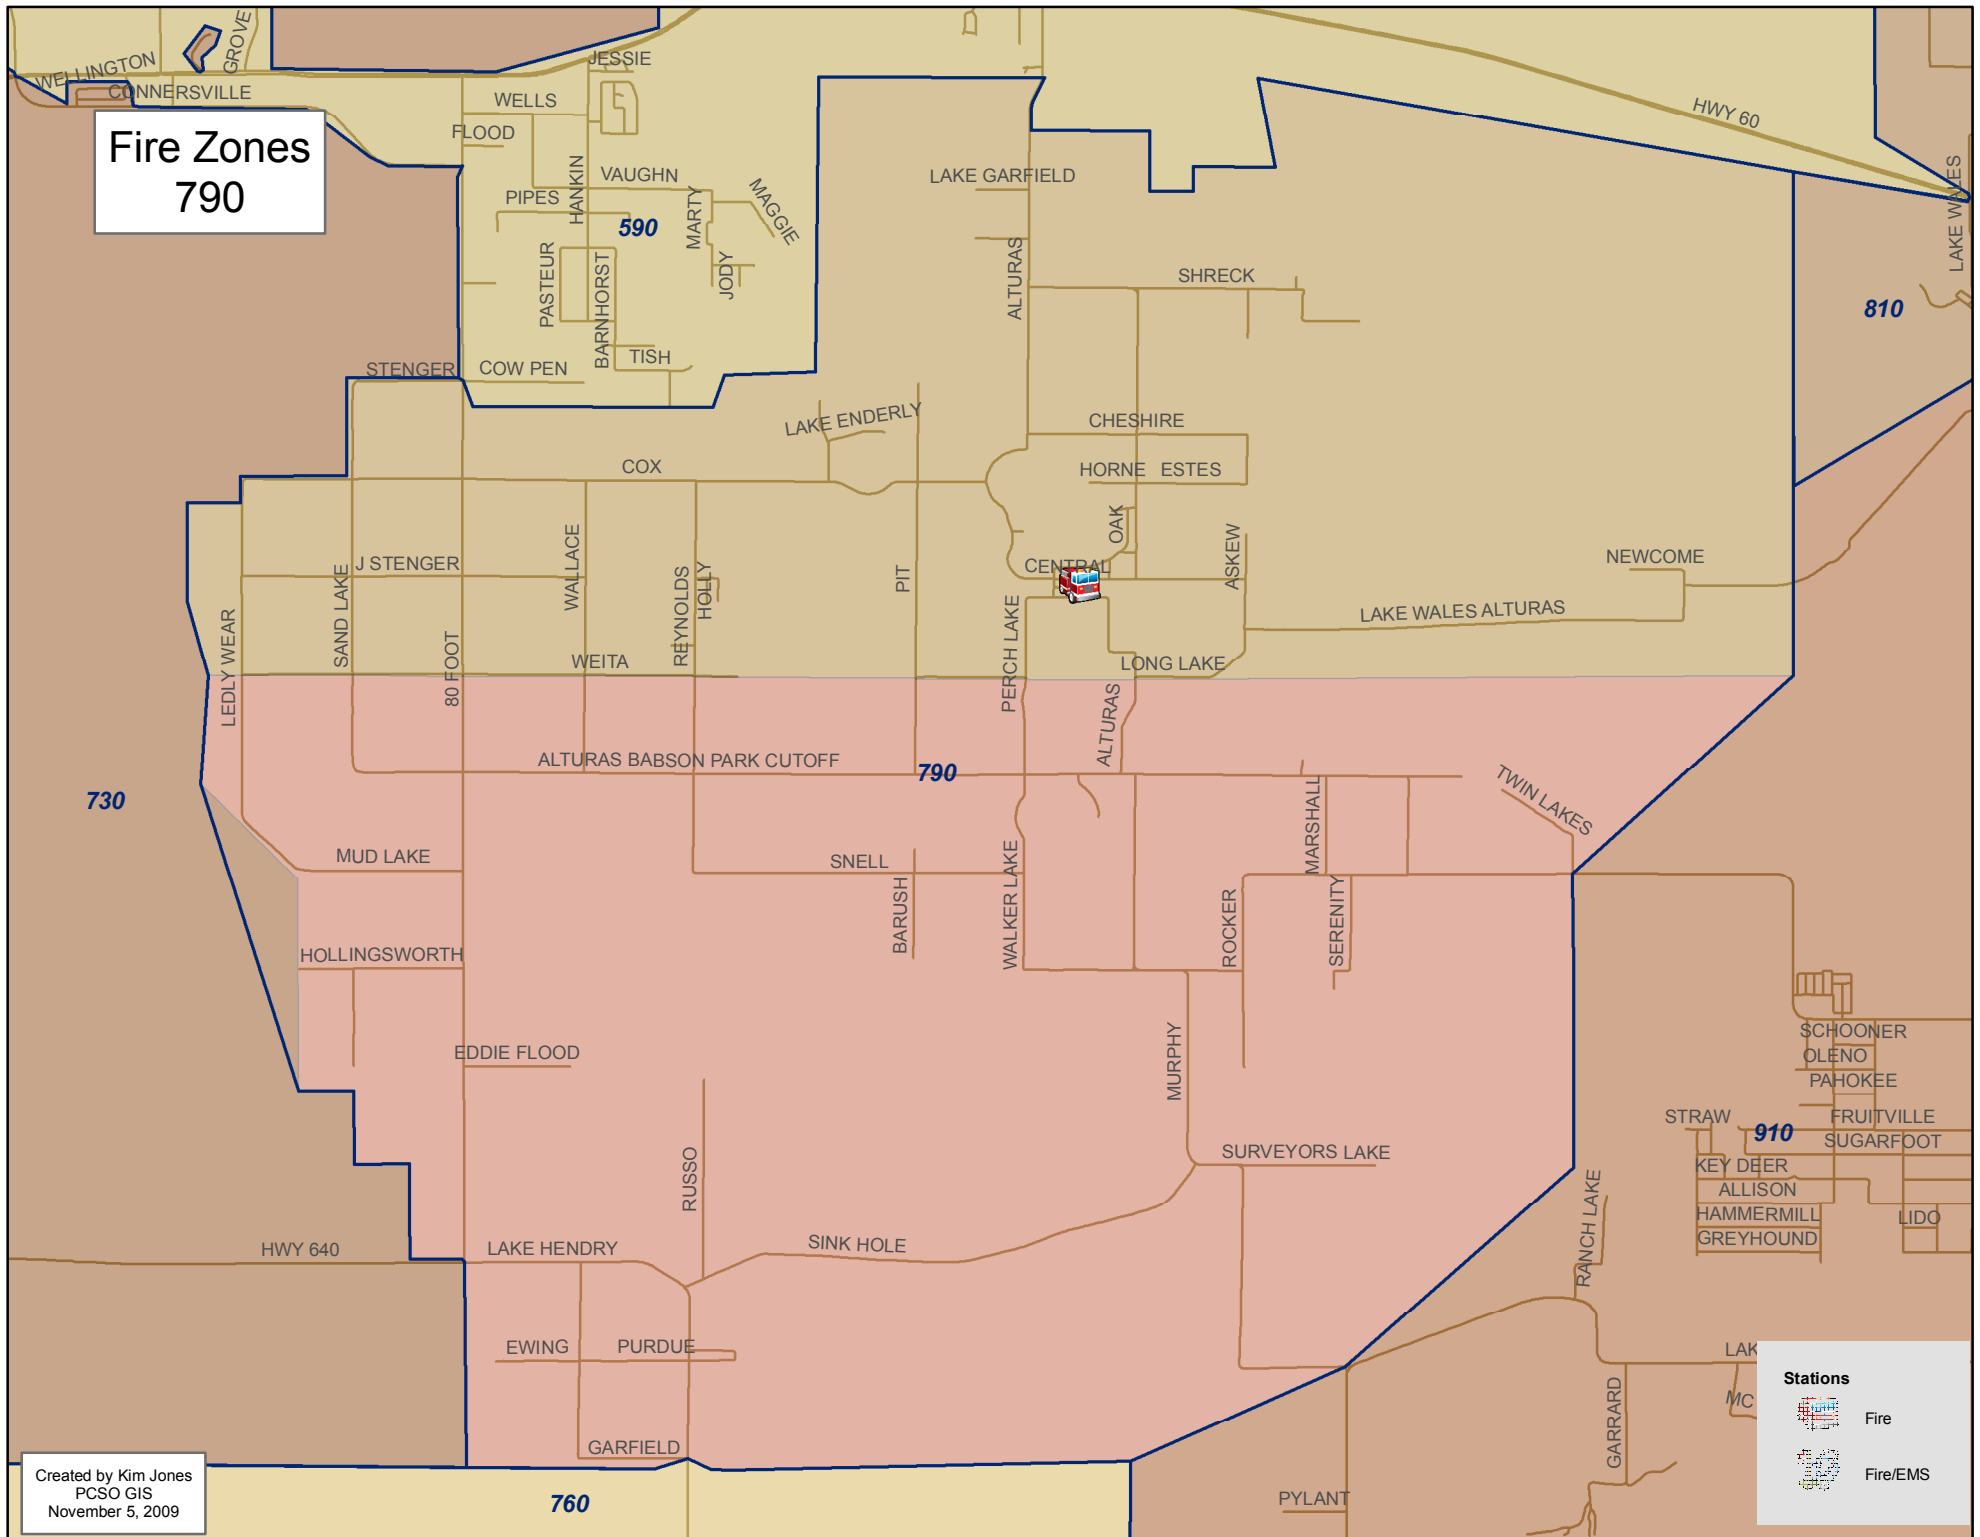 Fire Zones
790
WELLINGTON
GROVE
CONNERSVILLE
JESSIE
WELLS
FLOOD
HANKIN
VAUGHN
PIPES
MARTY
MAGGIE
590
PASTEUR
BARNHORST
JODY
TISH
STENGER
COW PEN
HWY 60
LAKE WALES
LAKE GARFIELD
ALTURAS
SHRECK
810
LAKE ENDERLY
CHESHIRE
COX
HORNE
ESTES
OAK
ASKEW
CENTRAL
NEWCOME
J STENGER
WALLACE
SAND LAKE
REYNOLDS
HOLLY
PIT
LEDLY WEAR
80 FOOT
WEITA
PERCH LAKE
LAKE WALES ALTURAS
LONG LAKE
ALTURAS
ALTURAS BABSON PARK CUTOFF
790
730
TWIN LAKES
MARSHALL
MUD LAKE
SNELL
BARUSH
WALKER LAKE
ROCKER
SERENITY
HOLLINGSWORTH
EDDIE FLOOD
MURPHY
SCHOONER
OLENO
PAHOKEE
STRAW
FRUITVILLE
910
SUGARFOOT
KEY DEER
ALLISON
HAMMERMILL
LIDO
GREYHOUND
RUSSO
SURVEYORS LAKE
RANCH LAKE
HWY 640
LAKE HENDRY
SINK HOLE
EWING
PURDUE
GARFIELD
LAK
MC
GARRARD
PYLANT
760
Stations
Fire
Fire/EMS
Created by Kim Jones
PCSO GIS
November 5, 2009